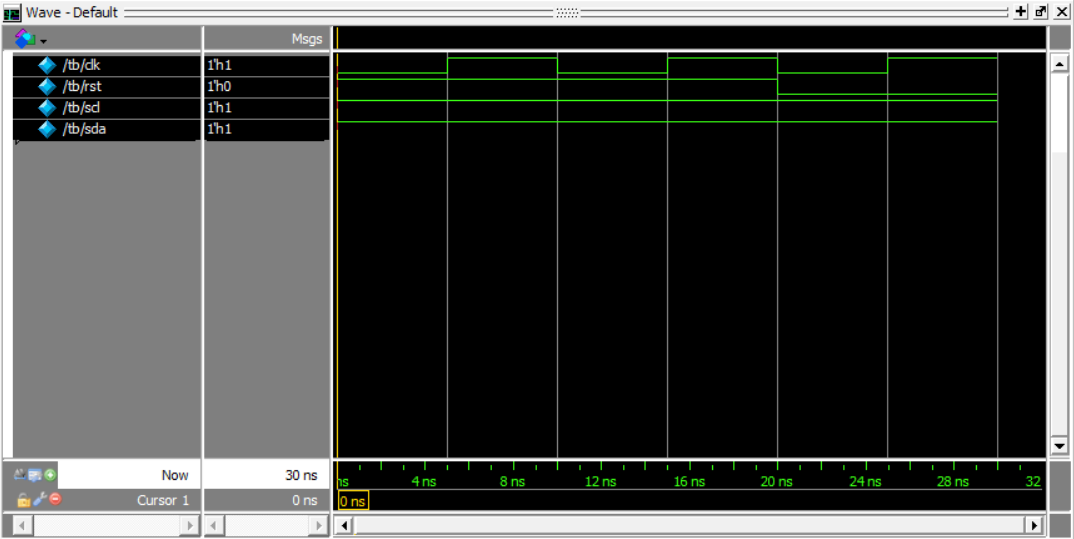 Wave - Default
Msgs
/tb/clk 1'h1
/tb/rst 1'h0
/tb/scl 1'h1
/tb/sda 1'h1
Now 30 ns
ns 4 ns 8 ns 12 ns 16 ns 20 ns 24 ns 28 ns 32
Cursor 1 0 ns 0 ns